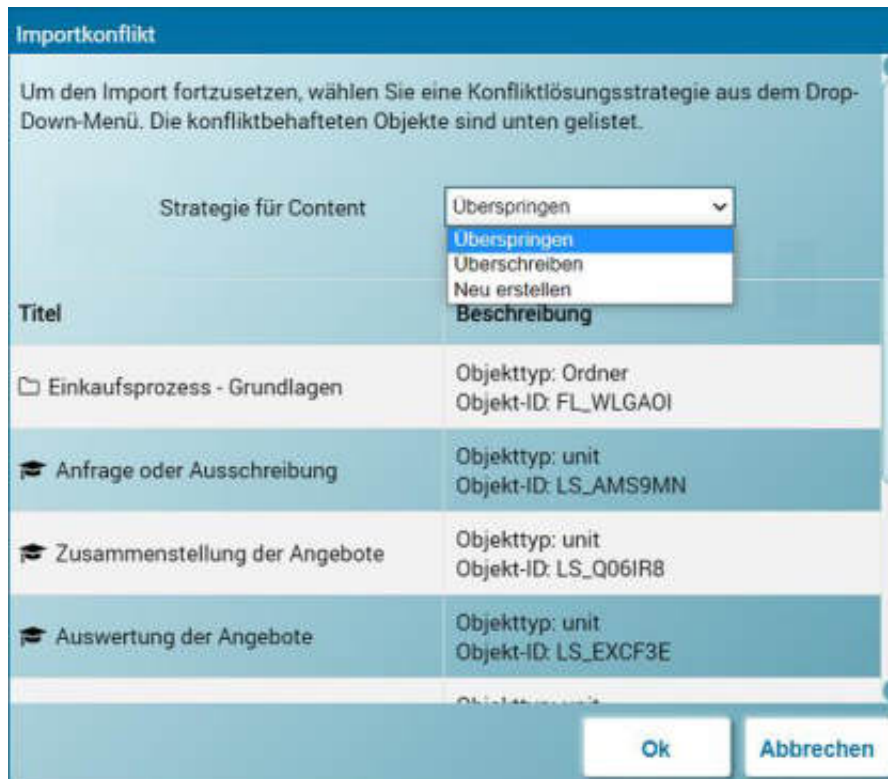 Importkonflikt
Um den Import fortzusetzen, wählen Sie eine Konfliktlösungsstrategie aus dem Drop-
Down-Menü. Die konfliktbehafteten Objekte sind unten gelistet.
Strategie für Content
Überspringen
Überspringen
Überschreiben
Neu erstellen
Titel
Beschreibung
Einkaufsprozess - Grundlagen
Objekttyp: Ordner
Objekt-ID: FL_WLGAOI
Anfrage oder Ausschreibung
Objekttyp: unit
Objekt-ID: LS_AMS9MN
Zusammenstellung der Angebote
Objekttyp: unit
Objekt-ID: LS_Q06IR8
Auswertung der Angebote
Objekttyp: unit
Objekt-ID: LS_EXCF3E
Ok
Abbrechen